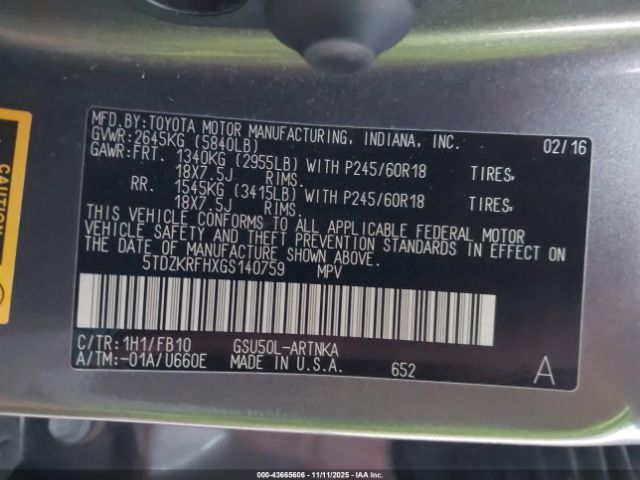 MFD.BY:TOYOTA MOTOR MANUFACTURING, INDIANA, INC. 02/16
GVWR:2645KG (5840LB)
GAWR:FRT. 1340KG (2955LB) WITH P245/60R18 TIRES,
18X7.5J RIMS.
RR. 1545KG (3415LB) WITH P245/60R18 TIRES,
18X7.5J RIMS.
THIS VEHICLE CONFORMS TO ALL APPLICABLE FEDERAL MOTOR
VEHICLE SAFETY AND THEFT PREVENTION STANDARDS IN EFFECT ON
THE DATE OF MANUFACTURE SHOWN ABOVE.
5TDZKRFHXGS140759 MPV
C/TR:1H1/FB10 GSU50L-ARTNKA
A/TM:-01A/U660E MADE IN U.S.A. 652 A
CAUTION
000-43665606 - 11/11/2025 - IAAI, Inc.